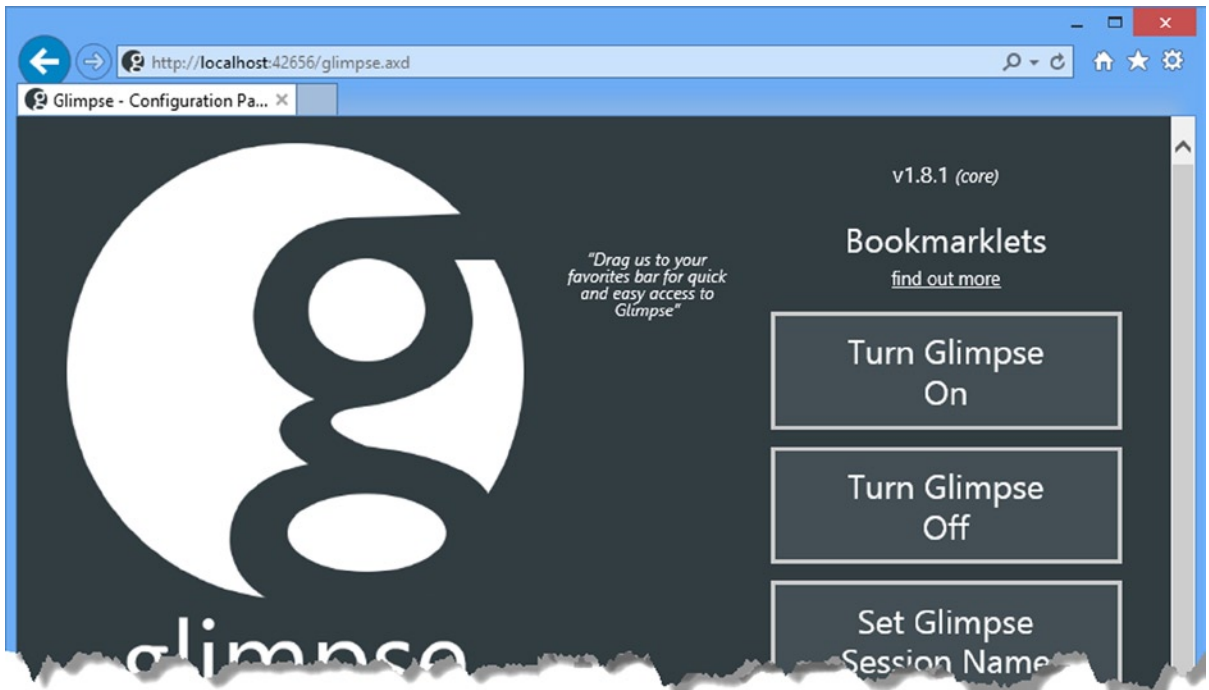 http://localhost:42656/glimpse.axd
Glimpse - Configuration Pa...
v1.8.1 (core)
Bookmarklets
find out more
"Drag us to your
favorites bar for quick
and easy access to
Glimpse"
Turn Glimpse
On
Turn Glimpse
Off
Set Glimpse
Session Name
g
glimpse